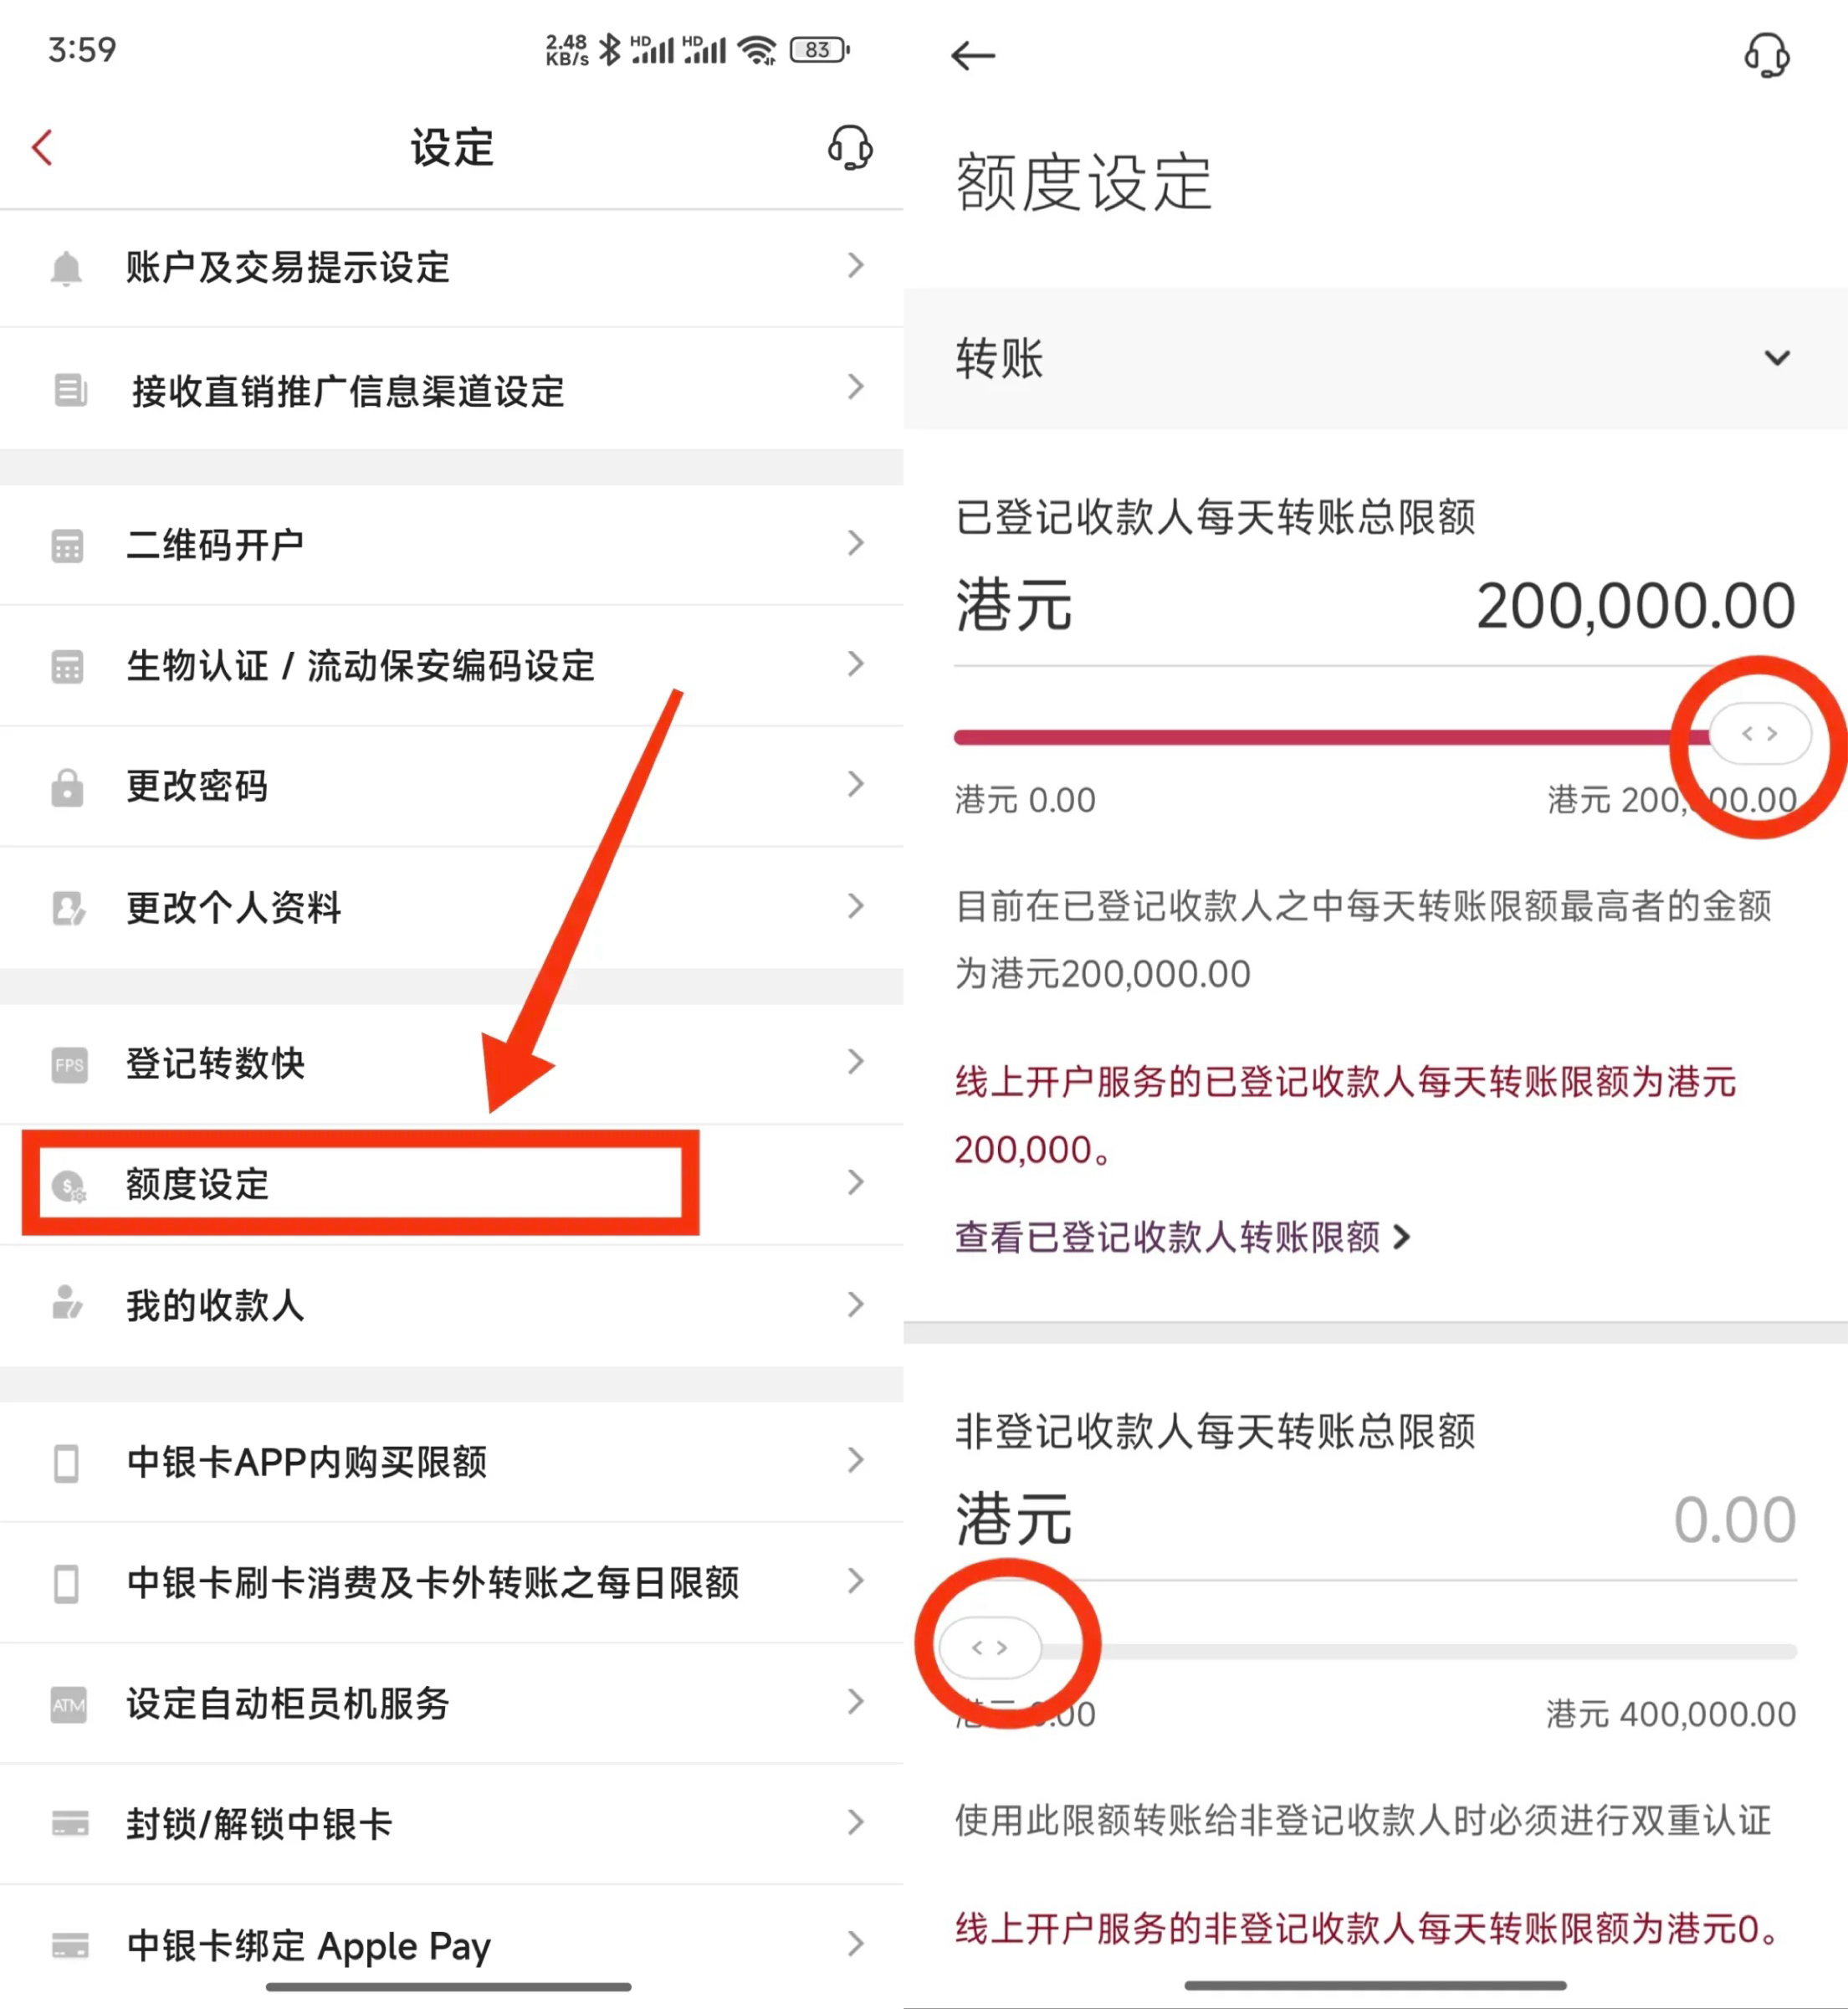 3:59
2.48
KB/s
HD
HD
83
设定
账户及交易提示设定
接收直销推广信息渠道设定
二维码开户
生物认证 / 流动保安编码设定
更改密码
更改个人资料
FPS
登记转数快
$
额度设定
我的收款人
中银卡APP内购买限额
中银卡刷卡消费及卡外转账之每日限额
ATM
设定自动柜员机服务
封锁/解锁中银卡
中银卡绑定 Apple Pay
额度设定
转账
已登记收款人每天转账总限额
港元 200,000.00
港元 0.00 港元 200,000.00
目前在已登记收款人之中每天转账限额最高者的金额
为港元200,000.00
线上开户服务的已登记收款人每天转账限额为港元
200,000。
查看已登记收款人转账限额
非登记收款人每天转账总限额
港元 0.00
港元 0.00 港元 400,000.00
使用此限额转账给非登记收款人时必须进行双重认证
线上开户服务的非登记收款人每天转账限额为港元0。